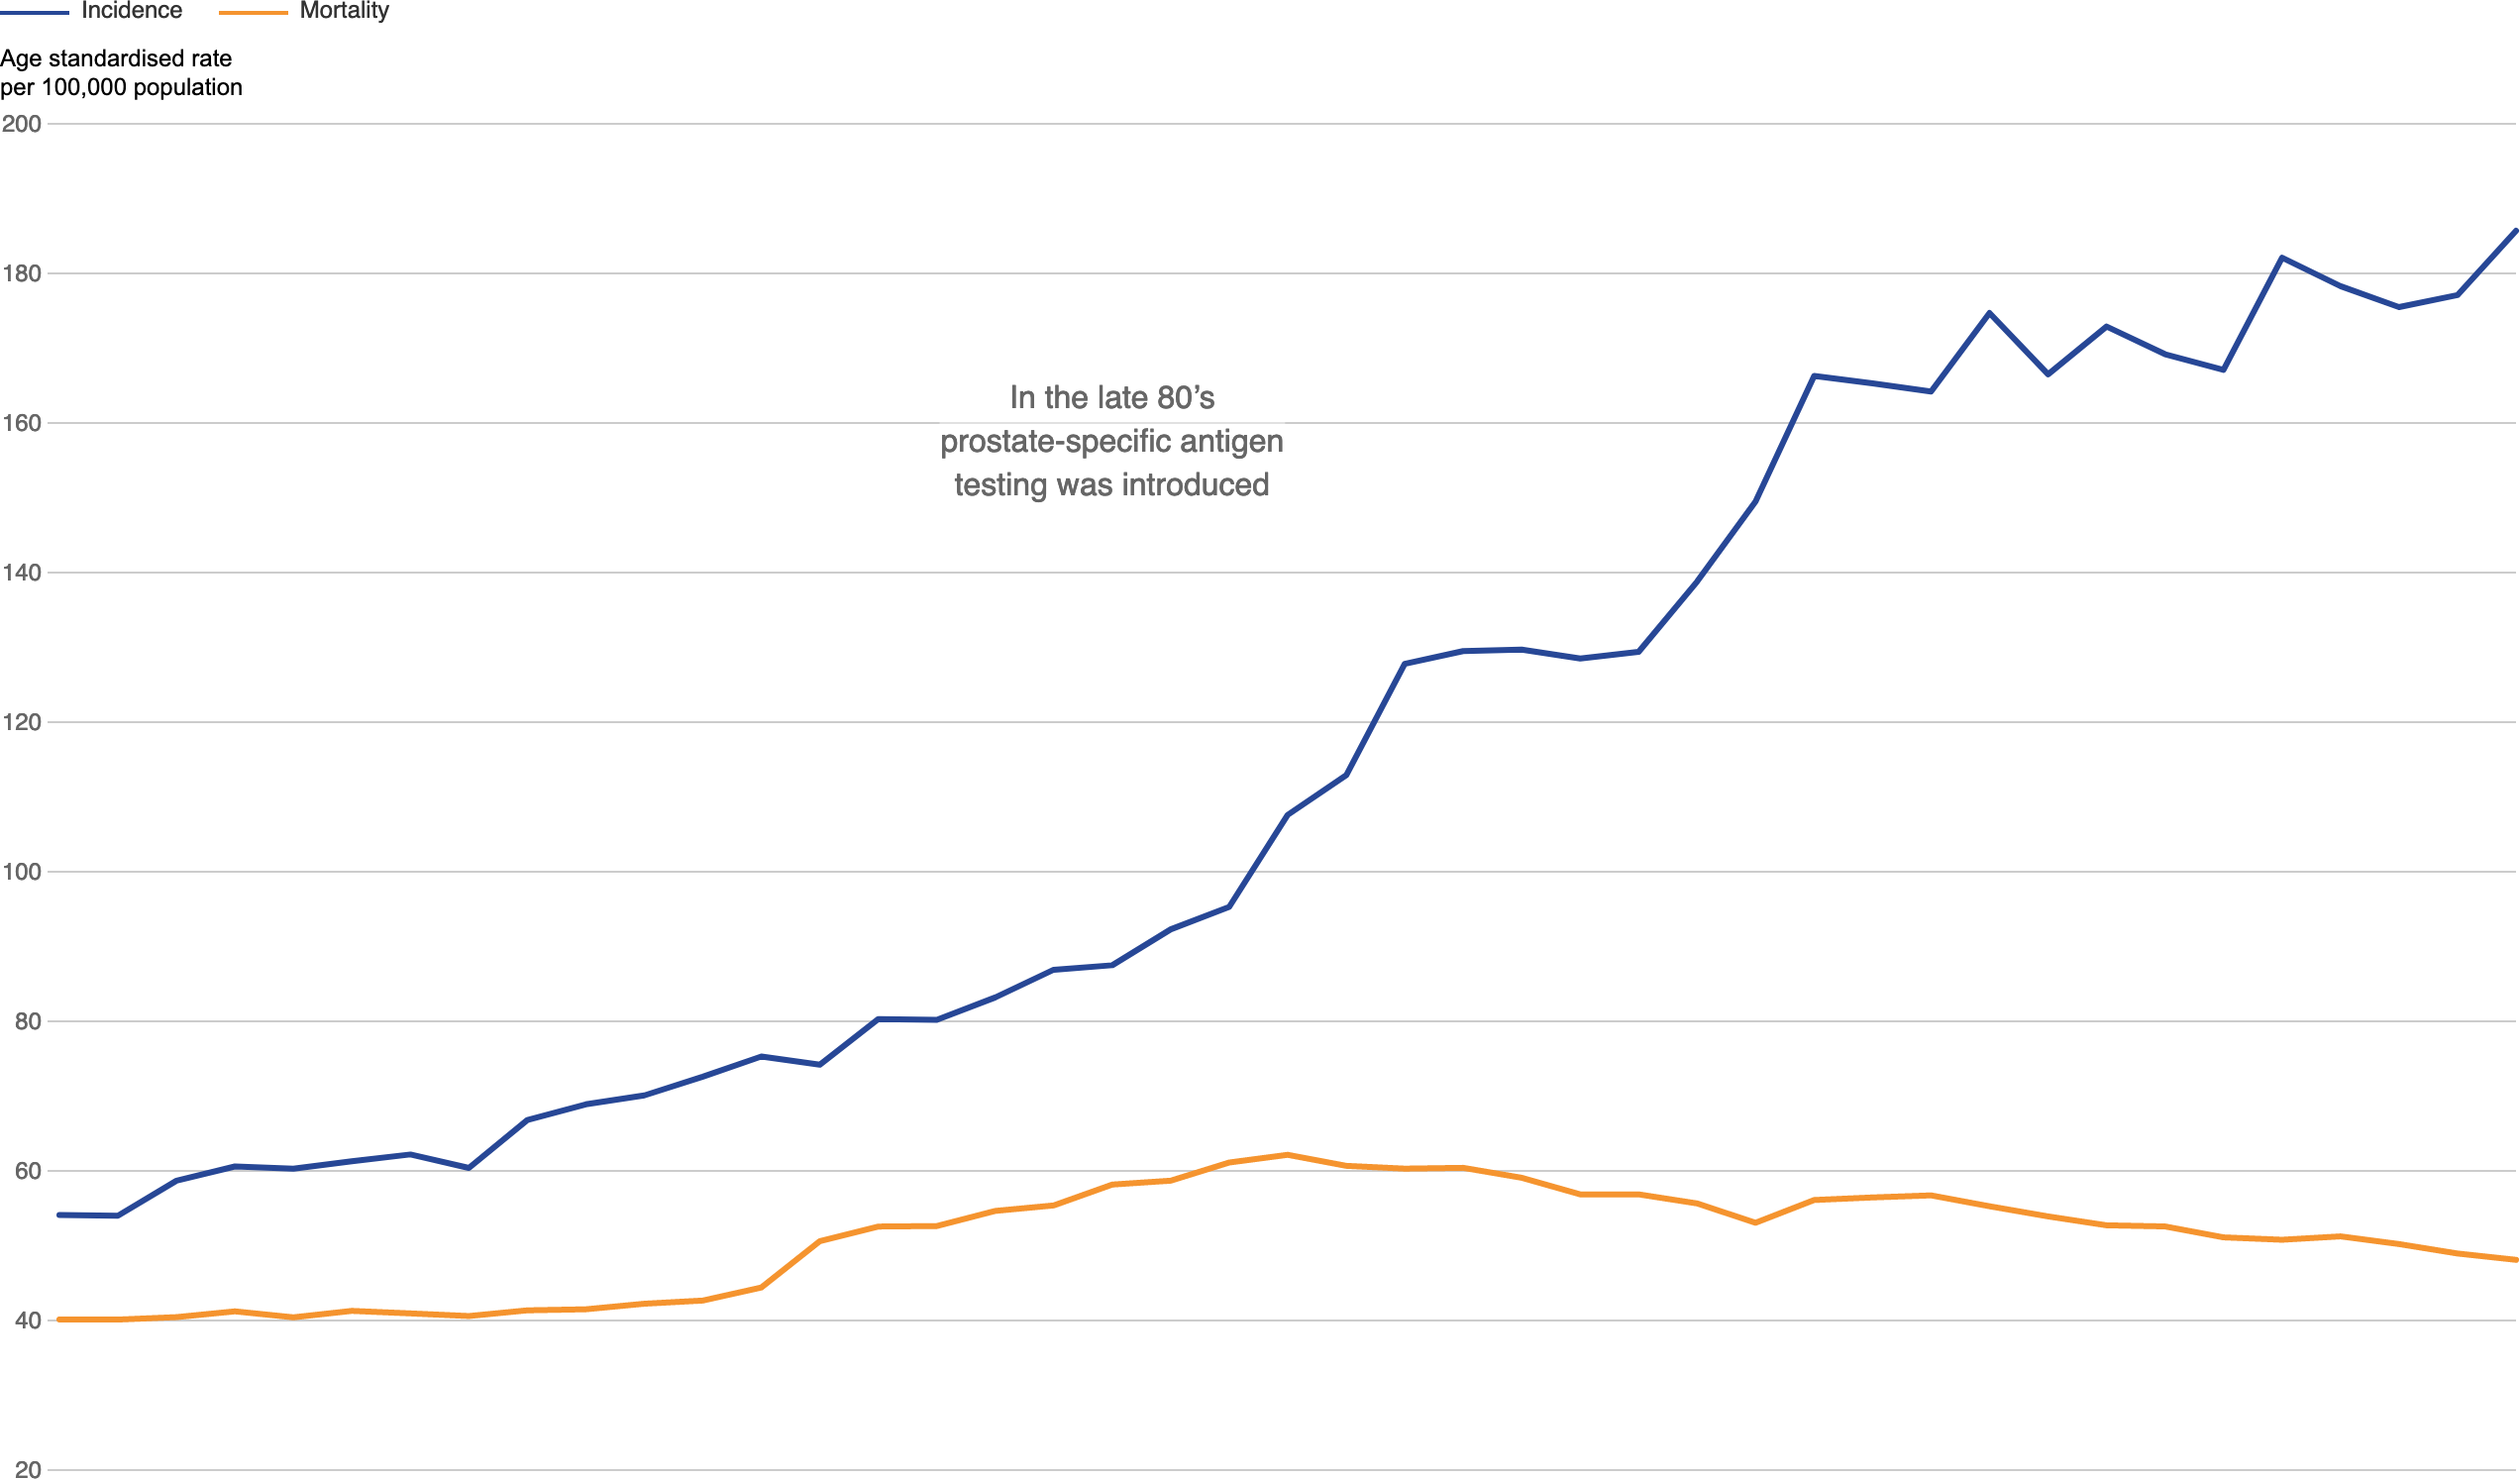 Incidence Mortality
Age standardised rate
per 100,000 population
200
180
In the late 80’s
160
prostate-specific antigen
testing was introduced
140
120
100
80
60
40
20